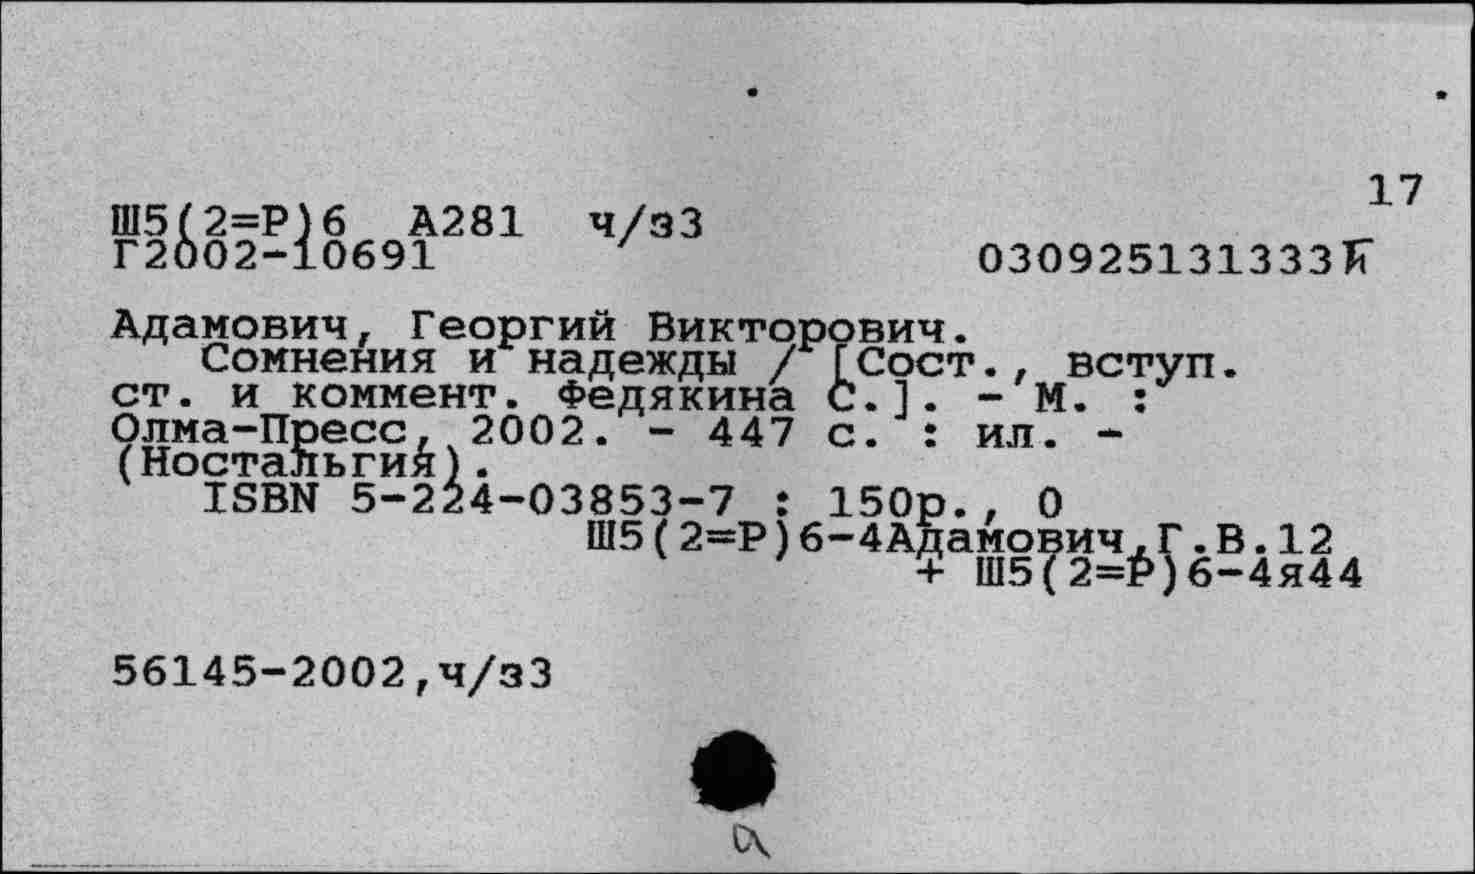 17
Ш5(2=Р)6 А281 ч/з3
Г2002-10691 030925131333
Адамович, Георгий Викторович.
Сомнения и надежды / [Сост., вступ.
ст. и коммент. Федякина С.]. - М. :
Олма-Пресс, 2002. - 447 с. : ил. -
(Ностальгия).
ISBN 5-224-03853-7 : 150р., 0
Ш5(2=Р)6-4Адамович,Г.В.12
+ Ш5(2=Р)6-4я44
56145-2002,ч/з3
а